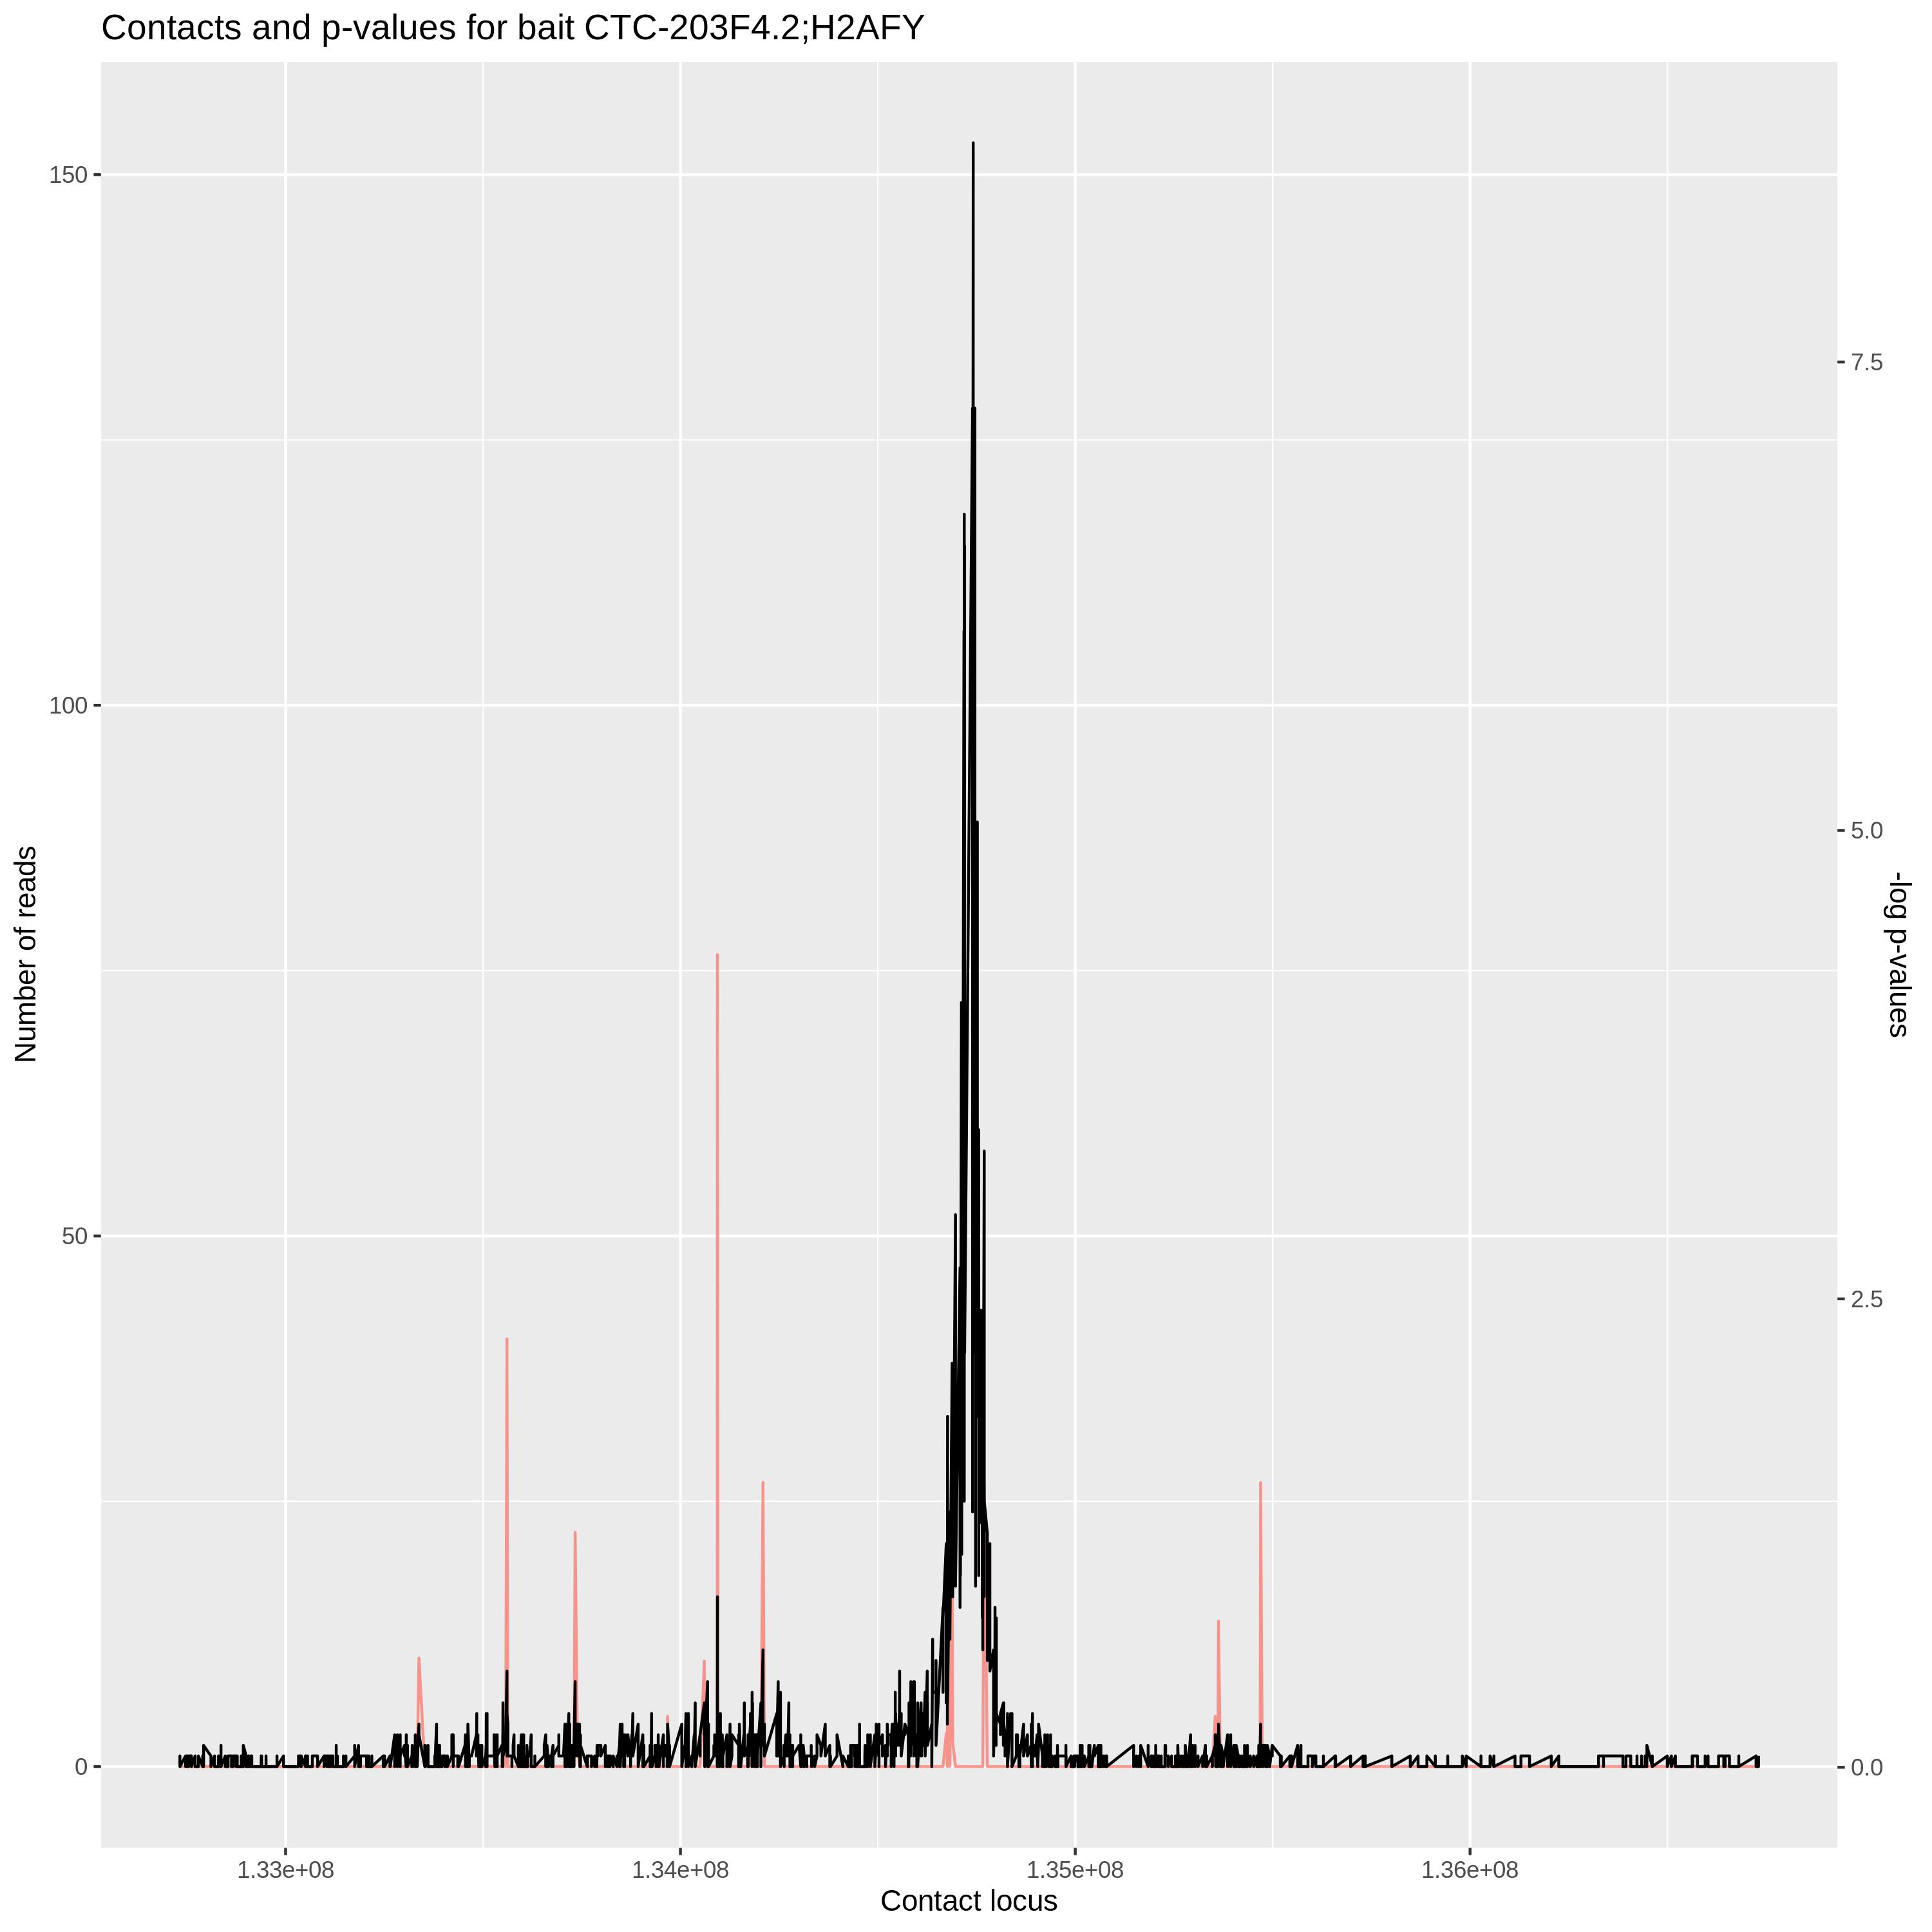 Contacts and p-values for bait CTC-203F4.2;H2AFY
150
100
50
0
Number of reads
7.5
5.0
2.5
0.0
-log p-values
1.33e+08
1.34e+08
1.35e+08
1.36e+08
Contact locus